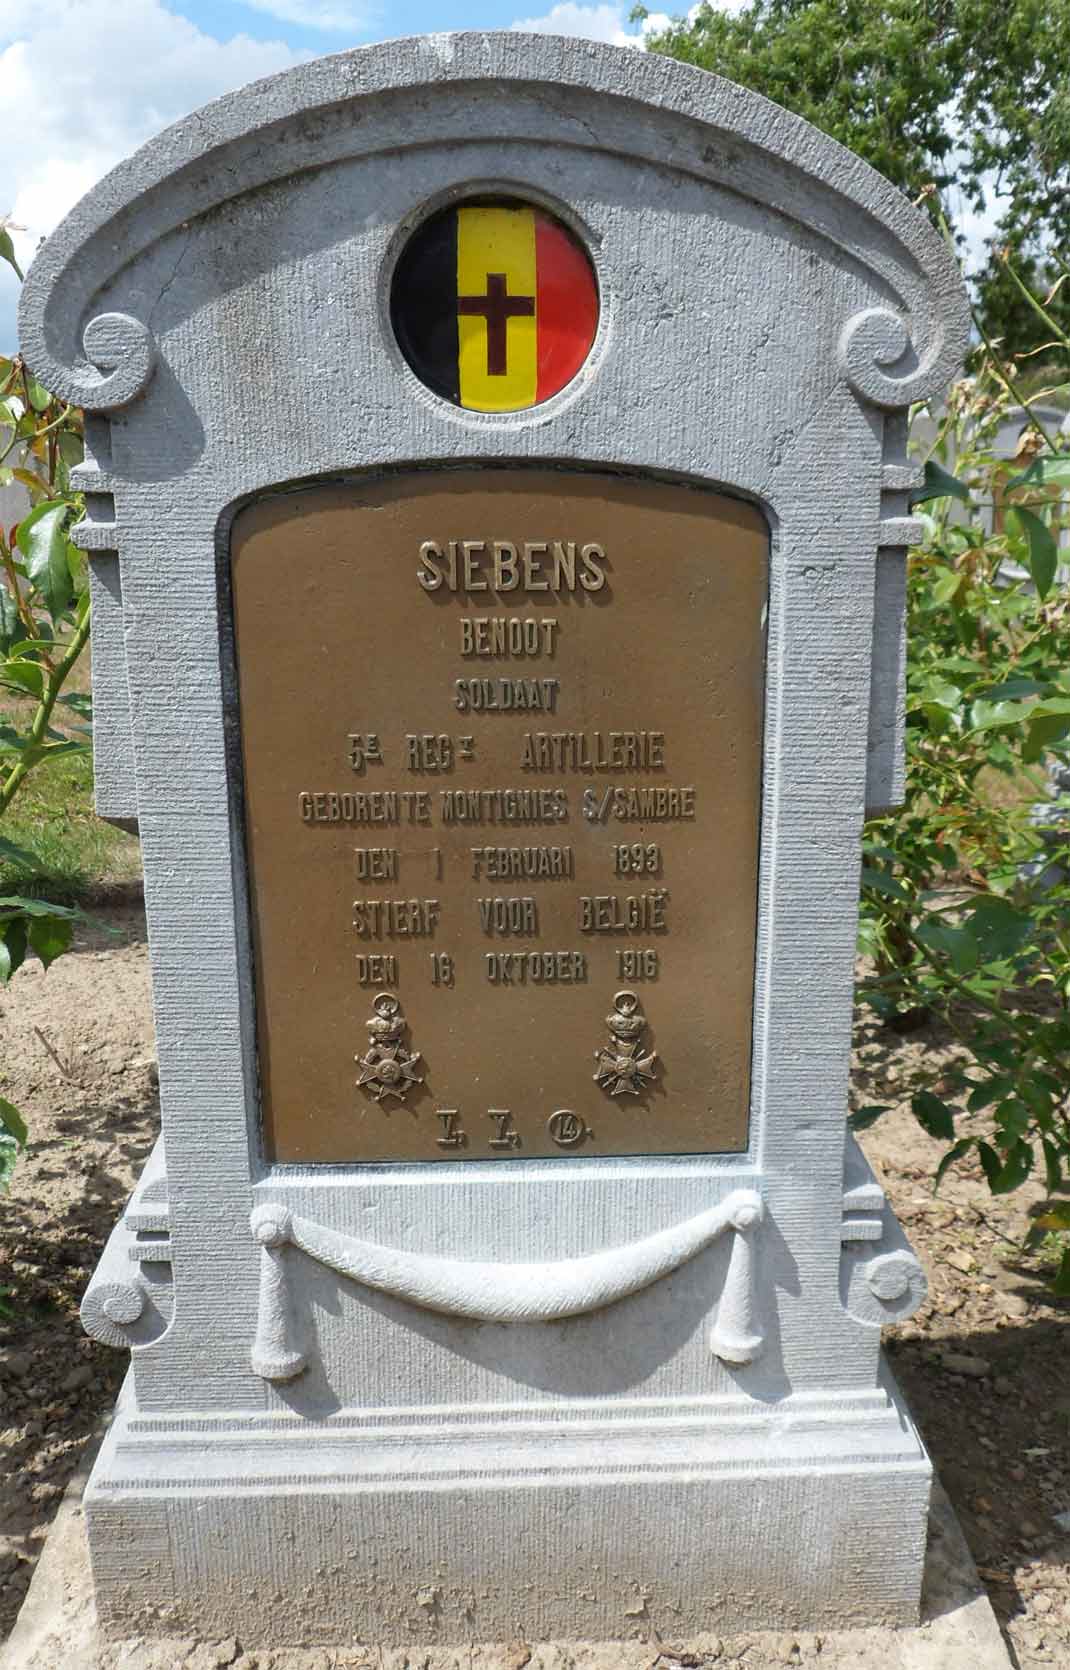 SIEBENS
BENOOT
SOLDAAT
5E REGT ARTILLERIE
GEBOREN TE MONTIGNIES S/SAMBRE
DEN 1 FEBRUARI 1893
STIERF VOOR BELGIË
DEN 16, OKTOBER 1916
V, V, 14.